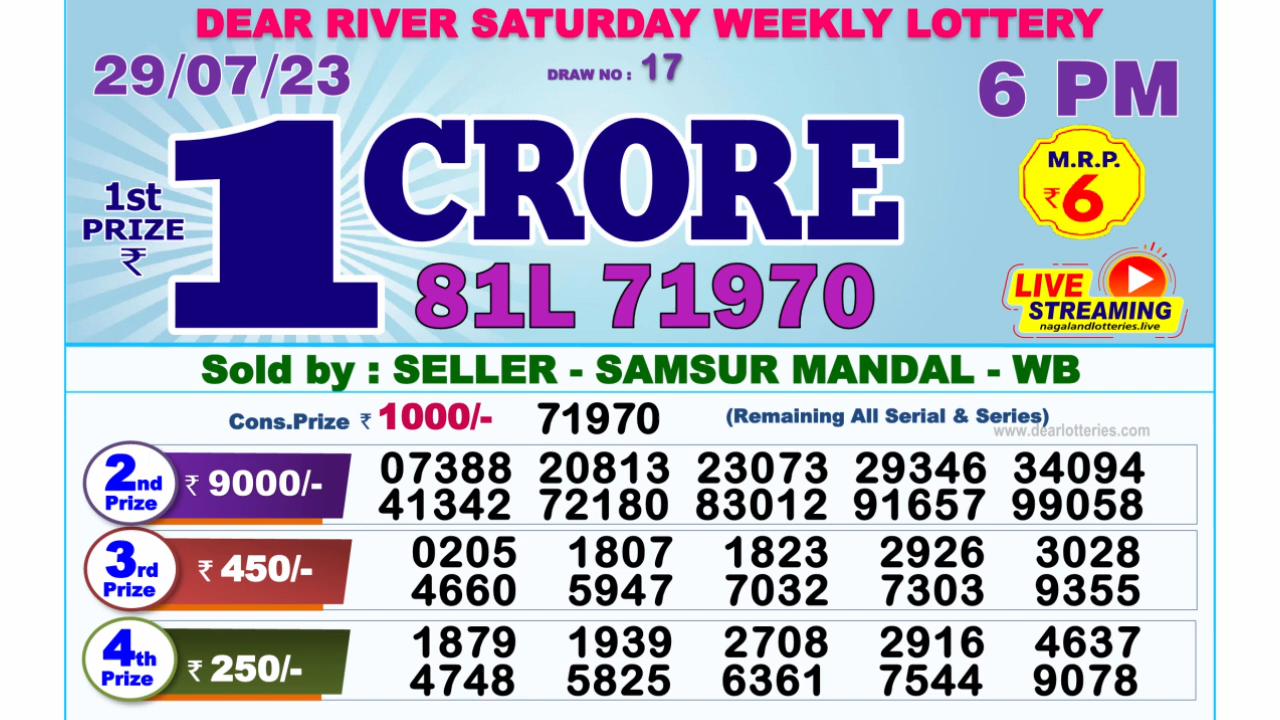 DEAR RIVER SATURDAY WEEKLY LOTTERY
29/07/23
DRAW NO : 17
6 PM
1st
PRIZE
₹
1 CRORE
81L 71970
M.R.P.
₹6
LIVE
STREAMING
nagalandlotteries.live
Sold by : SELLER - SAMSUR MANDAL - WB
Cons.Prize ₹ 1000/- 71970 (Remaining All Serial & Series)
www.dearlotteries.com
2nd Prize ₹ 9000/-
07388 20813 23073 29346 34094
41342 72180 83012 91657 99058
3rd Prize ₹ 450/-
0205 1807 1823 2926 3028
4660 5947 7032 7303 9355
4th Prize ₹ 250/-
1879 1939 2708 2916 4637
4748 5825 6361 7544 9078